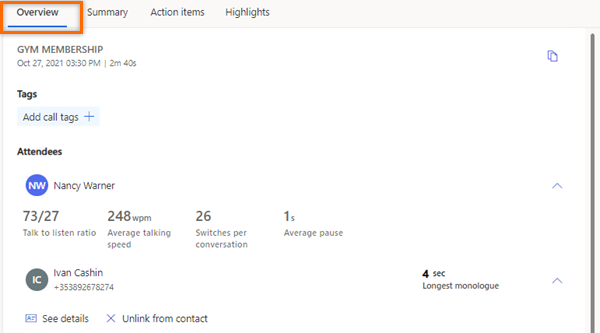 Overview Summary Action items Highlights
GYM MEMBERSHIP
Oct 27, 2021 03:30 PM | 2m 40s
Tags
Add call tags +
Attendees
NW Nancy Warner
73/27 248 wpm 26 1s
Talk to listen ratio Average talking speed Switches per conversation Average pause
IC Ivan Cashin 4 sec
+353892678274 Longest monologue
See details Unlink from contact